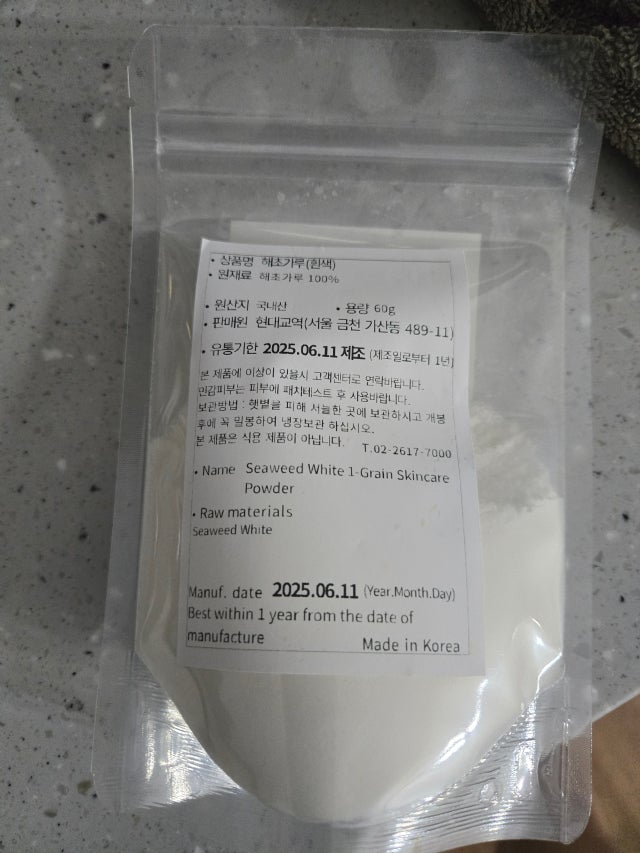 • 상품명 해초가루(흰색)
• 원재료 해초가루 100%
• 원산지 국내산 • 용량 60g
• 판매원 현대교역(서울 금천 가산동 489-11)
• 유통기한 2025.06.11 제조 (제조일로부터 1년)
본 제품에 이상이 있을시 고객센터로 연락바랍니다.
민감피부는 피부에 패치테스트 후 사용바랍니다.
보관방법 : 햇볕을 피해 서늘한 곳에 보관하시고 개봉
후에 꼭 밀봉하여 냉장보관 하십시오.
본 제품은 식용 제품이 아닙니다. T.02-2617-7000
• Name Seaweed White 1-Grain Skincare
Powder
• Raw materials
Seaweed White
Manuf. date 2025.06.11 (Year.Month.Day)
Best within 1 year from the date of
manufacture Made in Korea